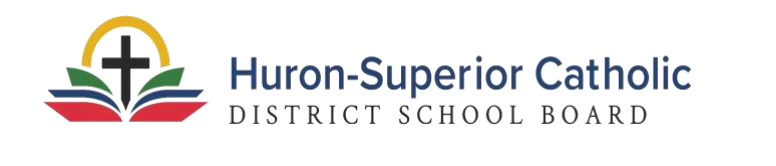 Huron-Superior Catholic
DISTRICT SCHOOL BOARD